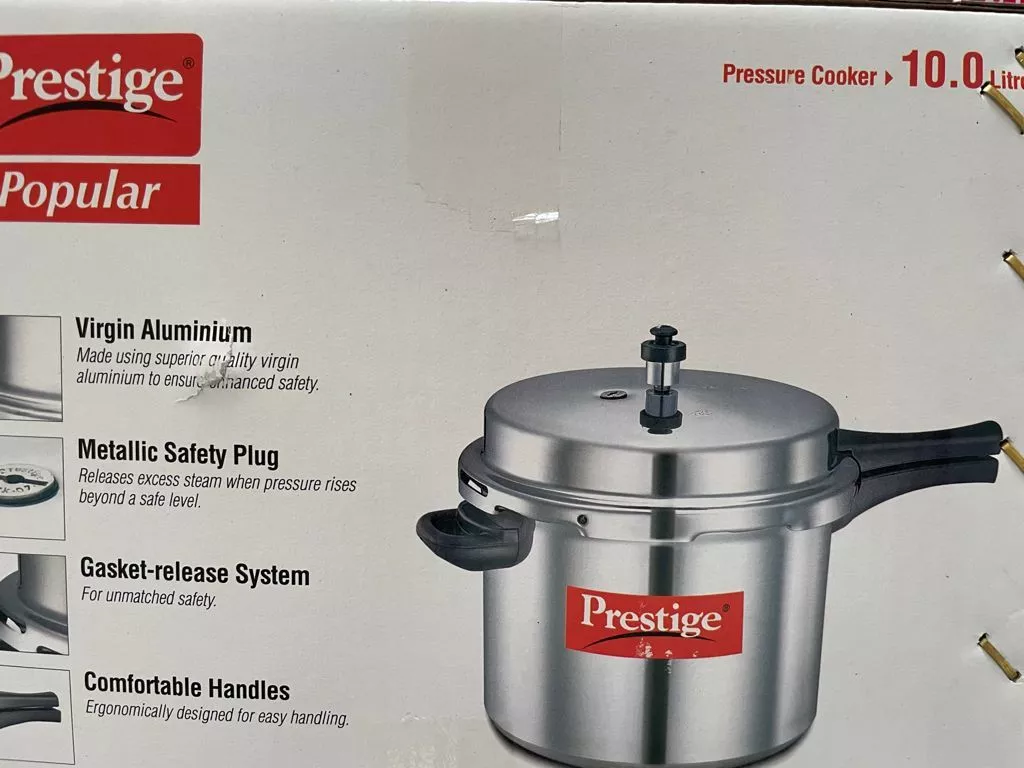 Prestige®
Popular
Pressure Cooker ▸ 10.0 Litre
Virgin Aluminium
Made using superior quality virgin
aluminium to ensure enhanced safety.
Metallic Safety Plug
Releases excess steam when pressure rises
beyond a safe level.
Gasket-release System
For unmatched safety.
Comfortable Handles
Ergonomically designed for easy handling.
Prestige®